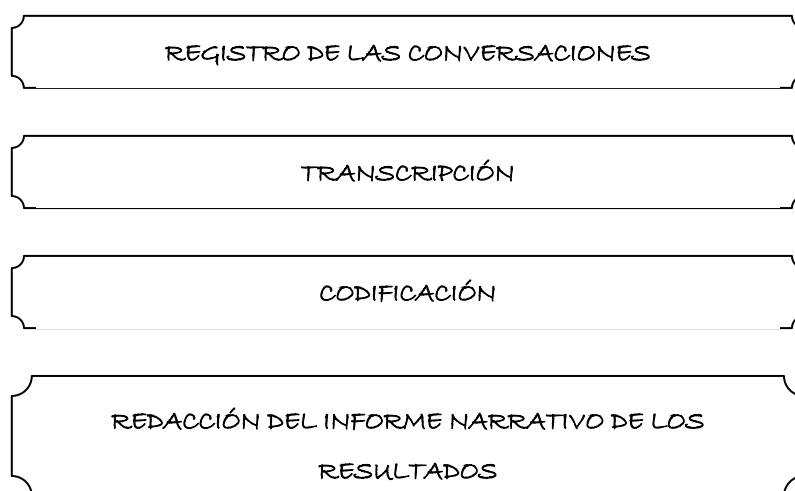 REGISTRO DE LAS CONVERSACIONES
TRANSCRIPCIÓN
CODIFICACIÓN
REDACCIÓN DEL INFORME NARRATIVO DE LOS
RESULTADOS